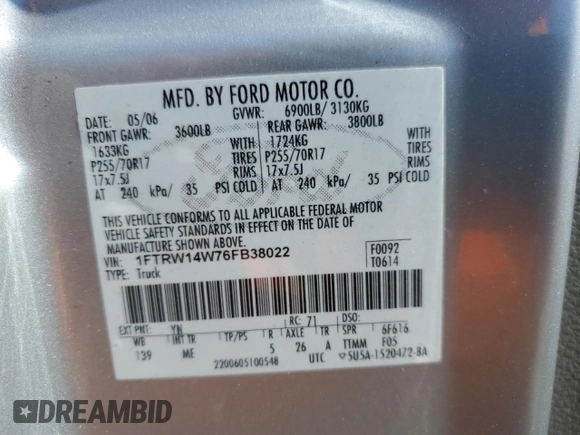 MFD. BY FORD MOTOR CO.
DATE: 05/06 GVWR: 6900LB/ 3130KG
FRONT GAWR: 3600LB REAR GAWR: 3800LB
1633KG WITH 1724KG WITH
P255/70R17 TIRES P255/70R17 TIRES
17x7.5J RIMS 17x7.5J RIMS
AT 240 kPa/ 35 PSI COLD AT 240 kPa/ 35 PSI COLD
THIS VEHICLE CONFORMS TO ALL APPLICABLE FEDERAL MOTOR
VEHICLE SAFETY STANDARDS IN EFFECT ON THE DATE OF
MANUFACTURE SHOWN ABOVE.
VIN: 1FTRW14W76FB38022 F0092
TYPE: Truck T0614
EXT PNT: YN RC: 71 DSO:
WB INT TR TP/PS R AXLE TR SPR 6F616
139 ME 5 26 A TTMM F05
2200605100548 UTC 5U5A-1520472-BA
Ford
DREAMBID